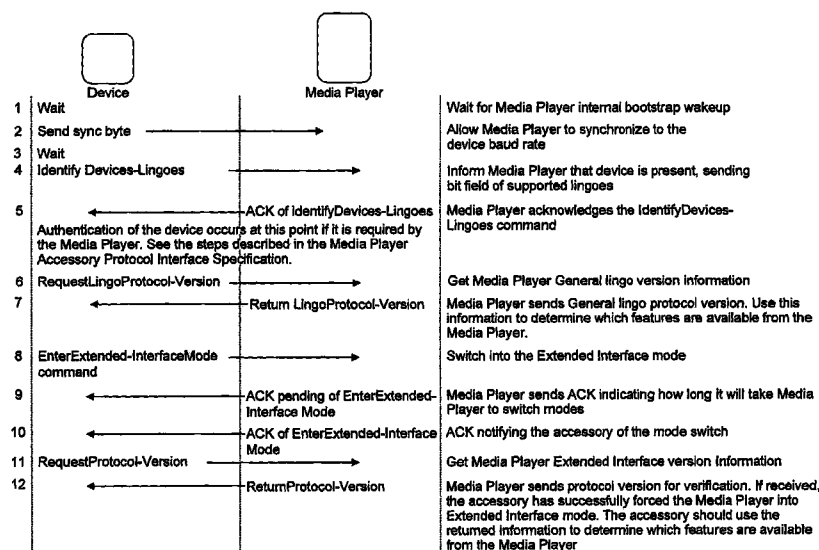 Device
Media Player
1 Wait Wait for Media Player internal bootstrap wakeup
2 Send sync byte Allow Media Player to synchronize to the
device baud rate
3 Wait
4 Identify Devices-Lingoes Inform Media Player that device is present, sending
bit field of supported lingoes
5 ACK of IdentifyDevices-Lingoes Media Player acknowledges the IdentifyDevices-
Lingoes command
Authentication of the device occurs at this point if it is required
by the Media Player. See the steps described in the Media Player
Accessory Protocol Interface Specification.
6 RequestLingoProtocol-Version Get Media Player General lingo version information
7 Return LingoProtocol-Version Media Player sends General lingo protocol version. Use this
information to determine which features are available from the
Media Player.
8 EnterExtended-InterfaceMode Switch into the Extended Interface mode
command
9 ACK pending of EnterExtended- Media Player sends ACK indicating how long it will take Media
Interface Mode Player to switch modes
10 ACK of EnterExtended-Interface ACK notifying the accessory of the mode switch
Mode
11 RequestProtocol-Version Get Media Player Extended Interface version Information
12 ReturnProtocol-Version Media Player sends protocol version for verification. If received,
the accessory has successfully forced the Media Player into
Extended Interface mode. The accessory should use the
returned information to determine which features are available
from the Media Player